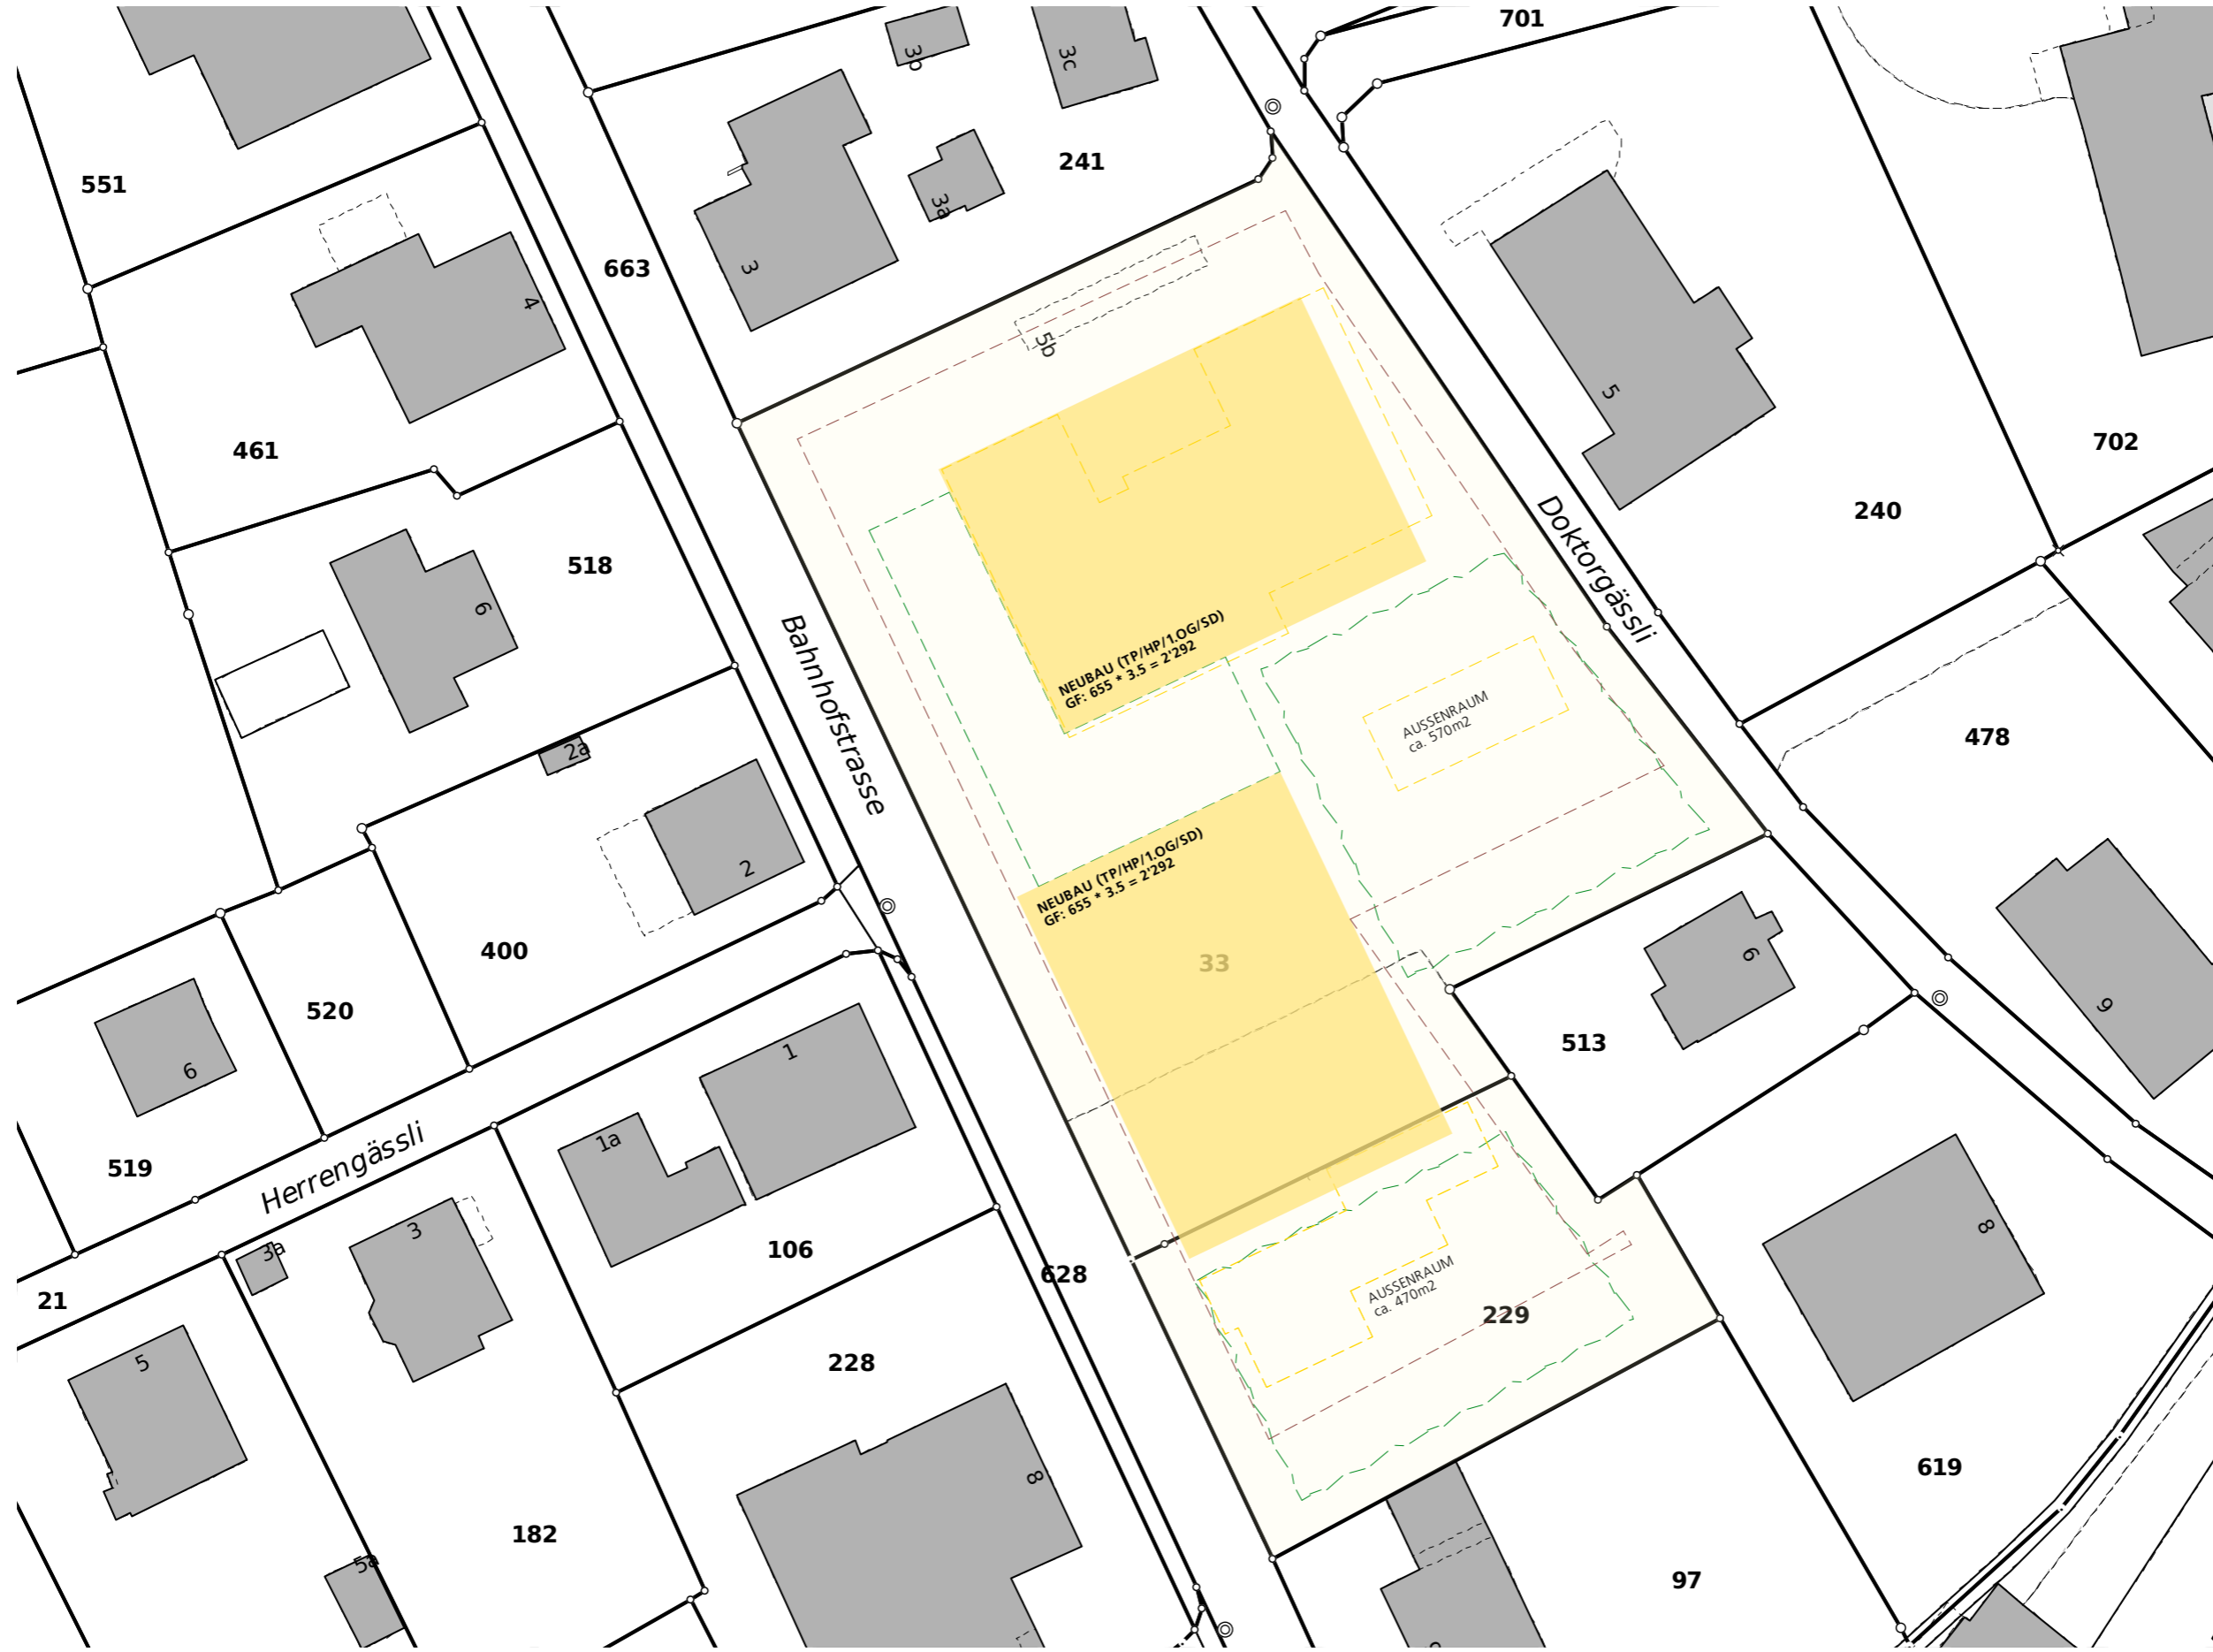 701
3b
3c
551
241
3a
663
3
4
5b
5
461
702
240
518
6
Doktorgässli
Bahnhofstrasse
NEUBAU (TP/HP/1.OG/SD)
GF: 655 * 3.5 = 2'292
AUSSENRAUM
ca. 570m2
478
2a
2
NEUBAU (TP/HP/1.OG/SD)
GF: 655 * 3.5 = 2'292
400
33
6
520
6
9
513
1
1a
519
Herrengässli
3
3a
106
628
8
21
AUSSENRAUM
ca. 470m2
229
5
228
619
8
182
5a
97